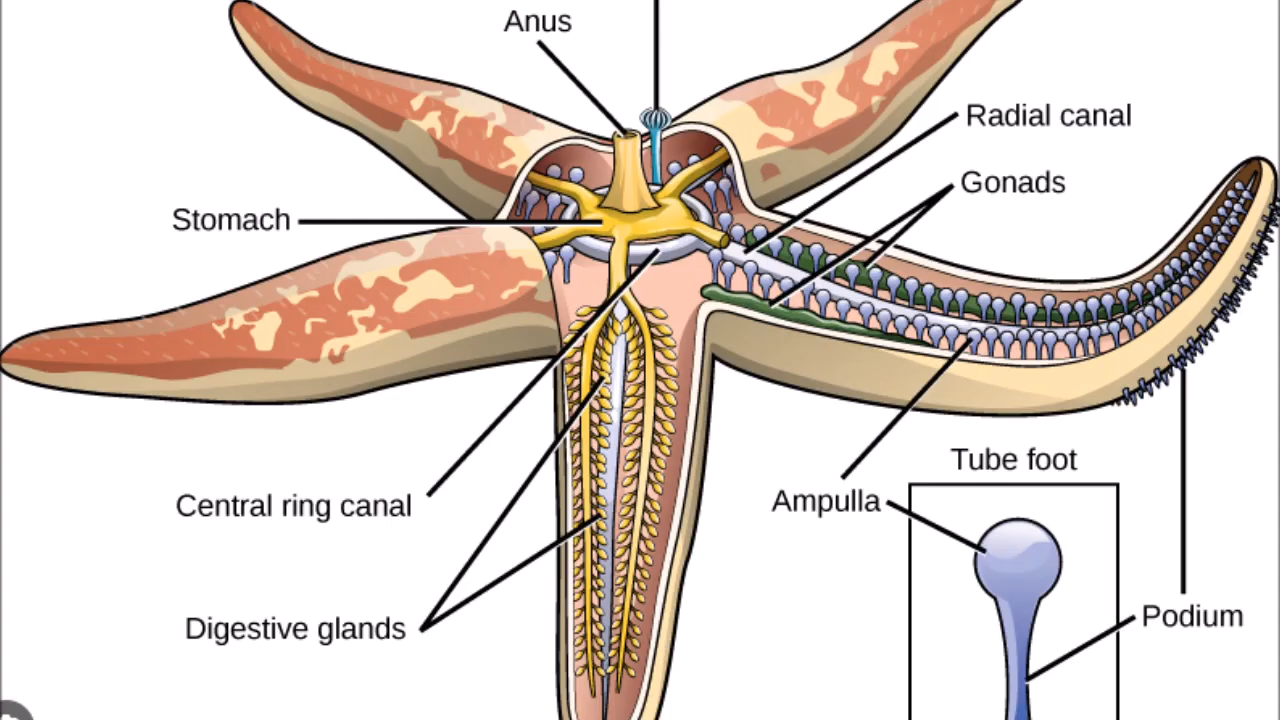 Anus
Radial canal
Gonads
Stomach
Tube foot
Ampulla
Central ring canal
Podium
Digestive glands